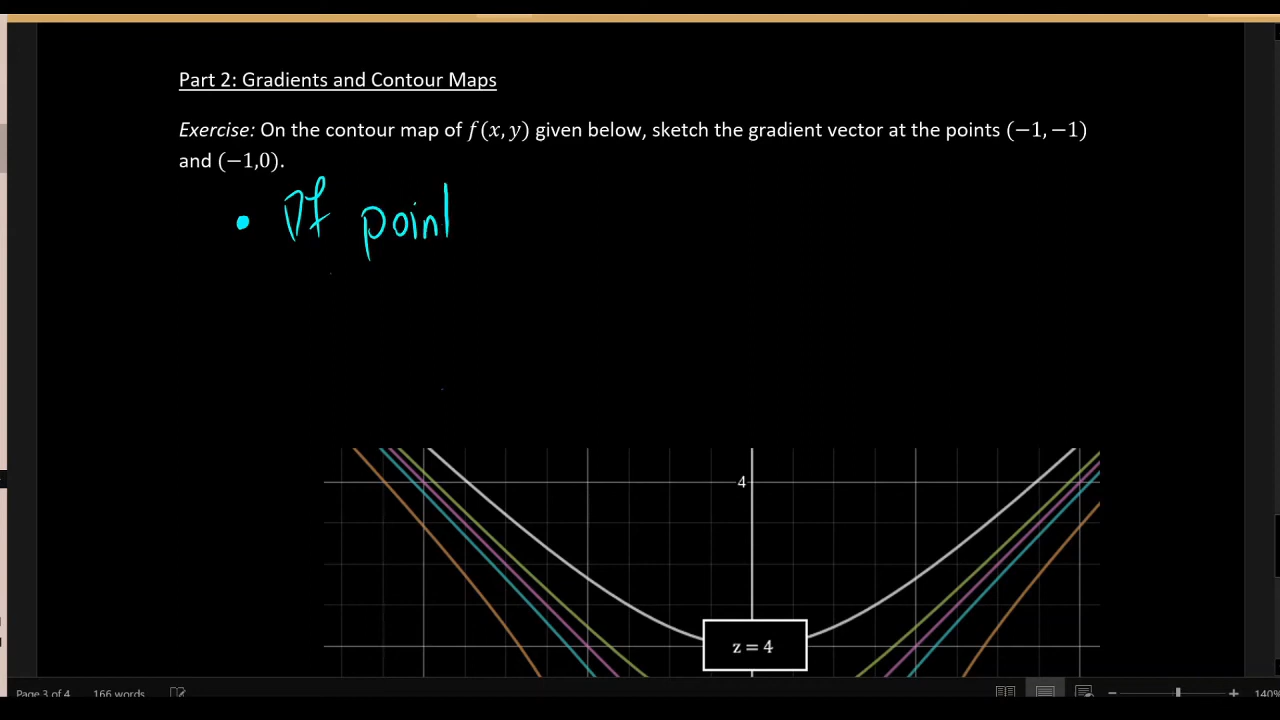 Part 2: Gradients and Contour Maps
Exercise: On the contour map of f(x, y) given below, sketch the gradient vector at the points (−1, −1)
and (−1,0).
• ∇f point
4
z = 4
Page 3 of 4 166 words 140%